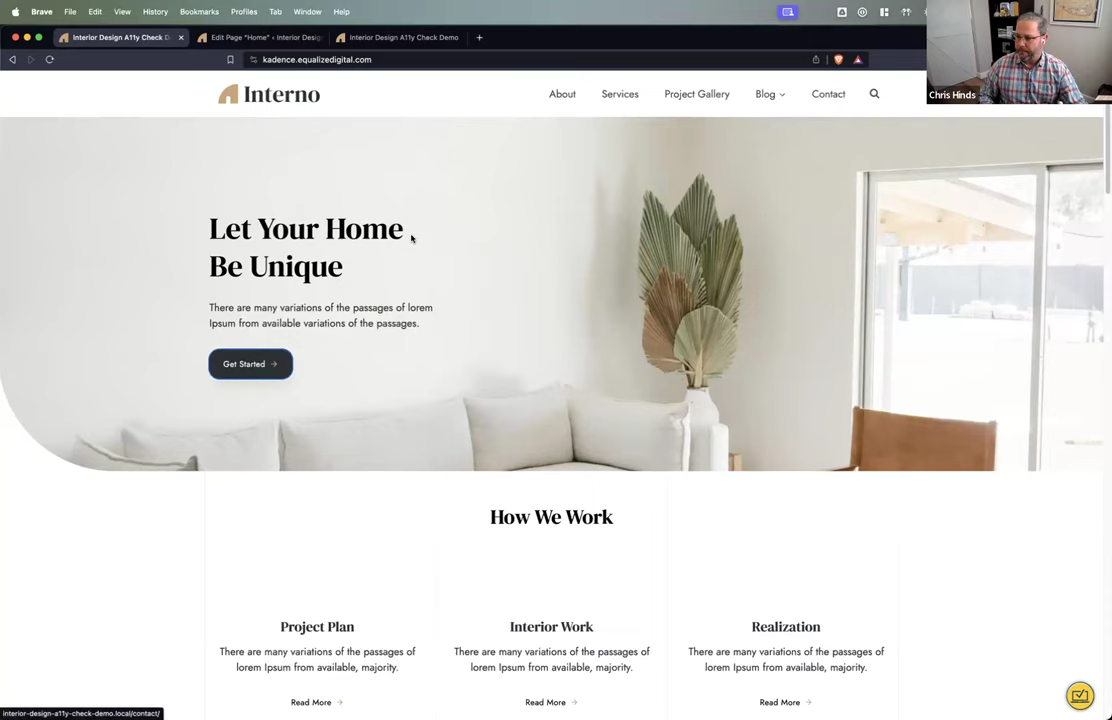 Brave File Edit View History Bookmarks Profiles Tab Window Help
Interior Design A11y Check D
Edit Page "Home" ‹ Interior Desig
Interior Design A11y Check Demo
kadence.equalizedigital.com
Chris Hinds
Interno
About Services Project Gallery Blog Contact
Let Your Home
Be Unique
There are many variations of the passages of lorem
Ipsum from available variations of the passages.
Get Started
How We Work
Project Plan
There are many variations of the passages of
lorem Ipsum from available, majority.
Read More
Interior Work
There are many variations of the passages of
lorem Ipsum from available, majority.
Read More
Realization
There are many variations of the passages of
lorem Ipsum from available, majority.
Read More
interior-design-a11y-check-demo.local/contact/